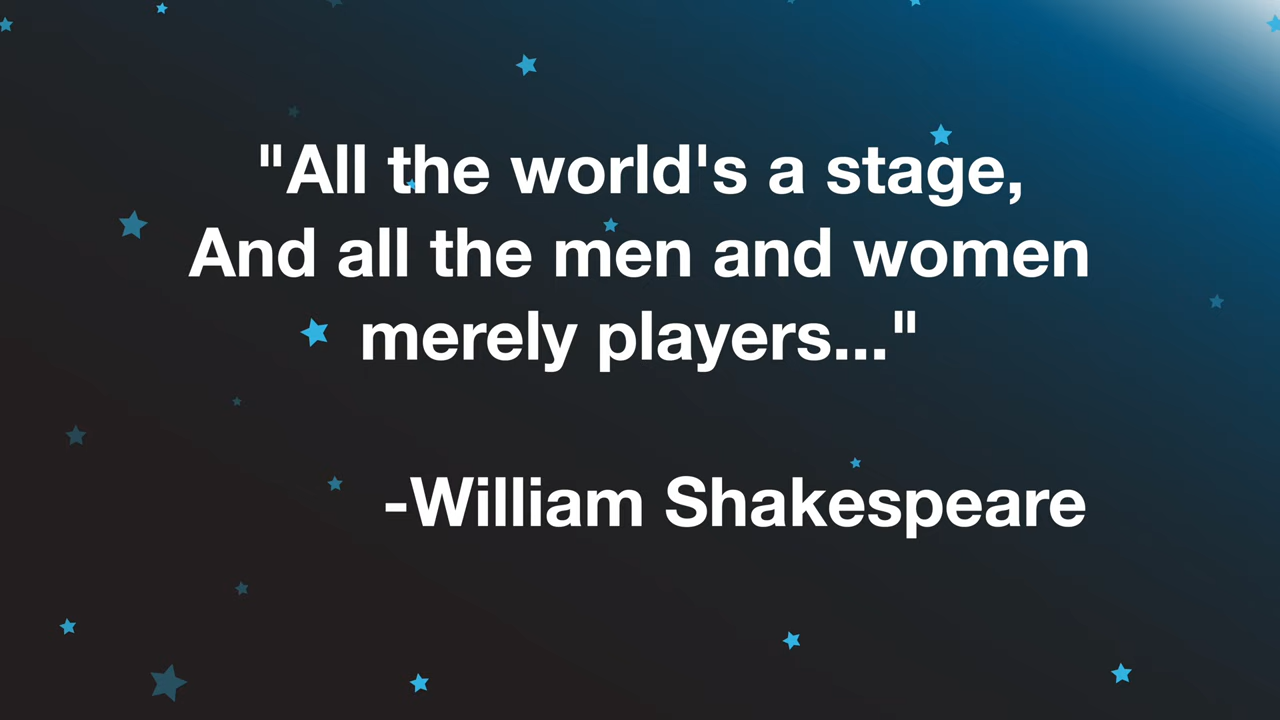 "All the world's a stage,
And all the men and women
merely players..."
-William Shakespeare